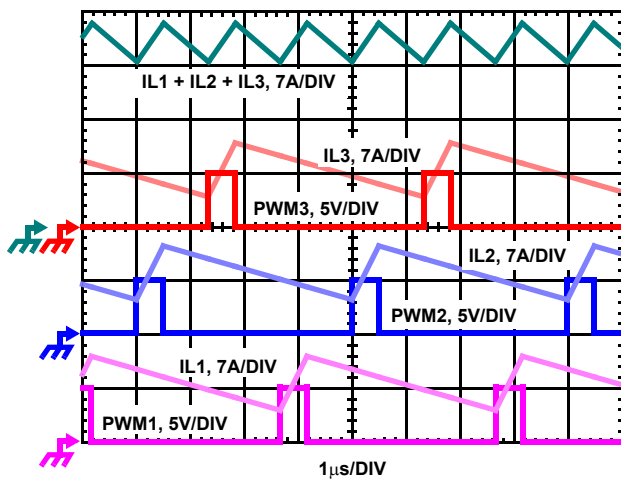 IL1 + IL2 + IL3, 7A/DIV
IL3, 7A/DIV
PWM3, 5V/DIV
IL2, 7A/DIV
PWM2, 5V/DIV
IL1, 7A/DIV
PWM1, 5V/DIV
1μs/DIV